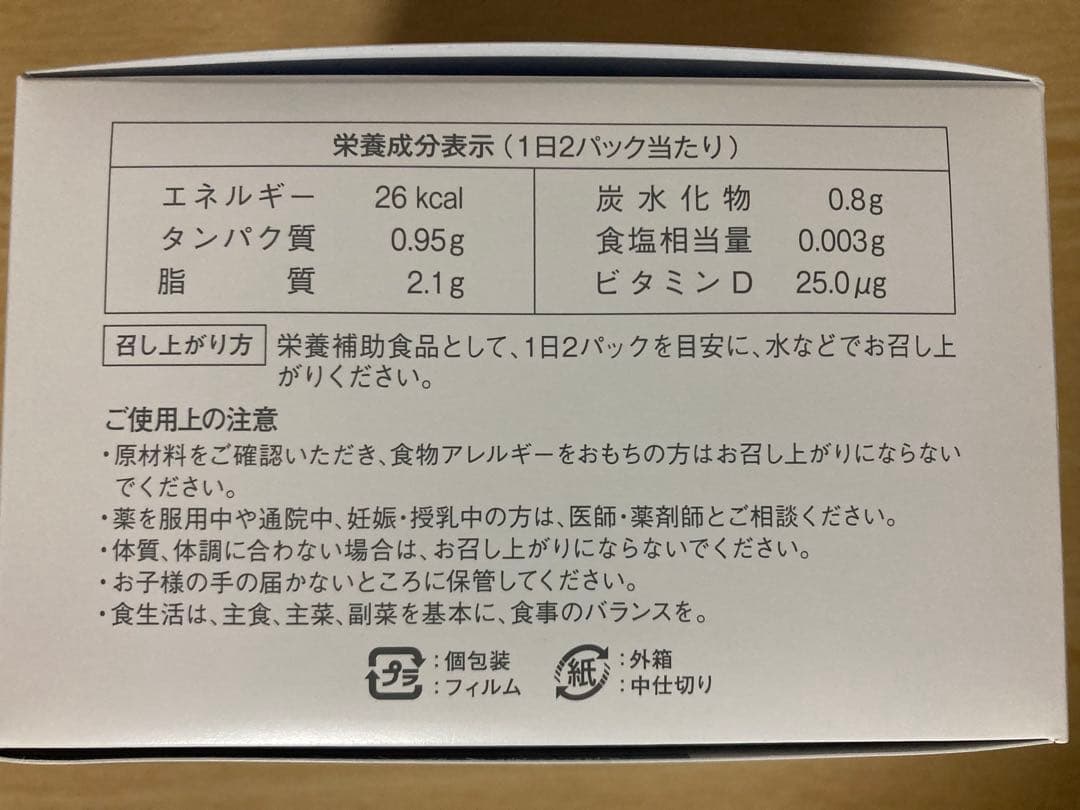 栄養成分表示（1日2パック当たり）
エネルギー 26 kcal
タンパク質 0.95g
脂質 2.1g
炭水化物 0.8g
食塩相当量 0.003g
ビタミンD 25.0μg
召し上がり方 栄養補助食品として、1日2パックを目安に、水などでお召し上
がりください。
ご使用上の注意
・原材料をご確認いただき、食物アレルギーをおもちの方はお召し上がりにならない
でください。
・薬を服用中や通院中、妊娠・授乳中の方は、医師・薬剤師とご相談ください。
・体質、体調に合わない場合は、お召し上がりにならないでください。
・お子様の手の届かないところに保管してください。
・食生活は、主食、主菜、副菜を基本に、食事のバランスを。
プラ :個包装
:フィルム
紙 :外箱
:中仕切り